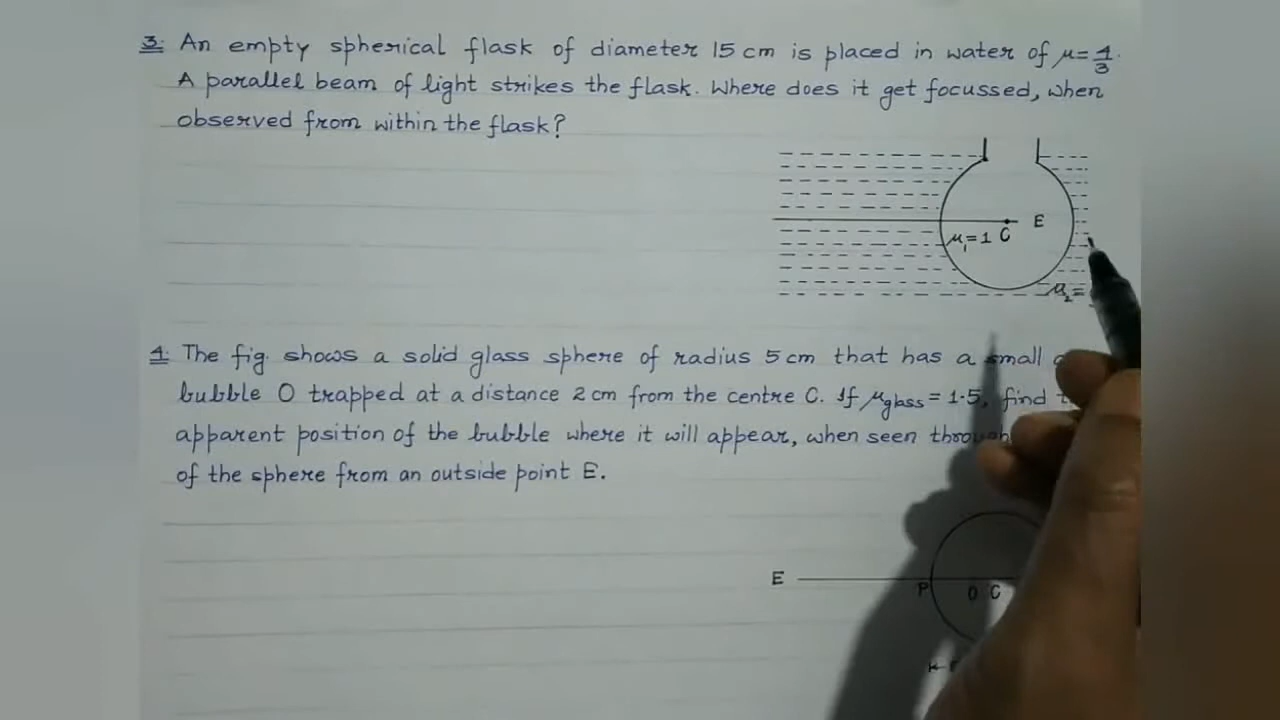 3. An empty spherical flask of diameter 15 cm is placed in water of μ=4/3.
A parallel beam of light strikes the flask. Where does it get focussed, when
observed from within the flask?
E
μ₁=1 C
μ₂=
4. The fig. shows a solid glass sphere of radius 5 cm that has a small
bubble O trapped at a distance 2 cm from the centre C. If μglass = 1.5, find
apparent position of the bubble where it will appear, when seen through
of the sphere from an outside point E.
E
P O C